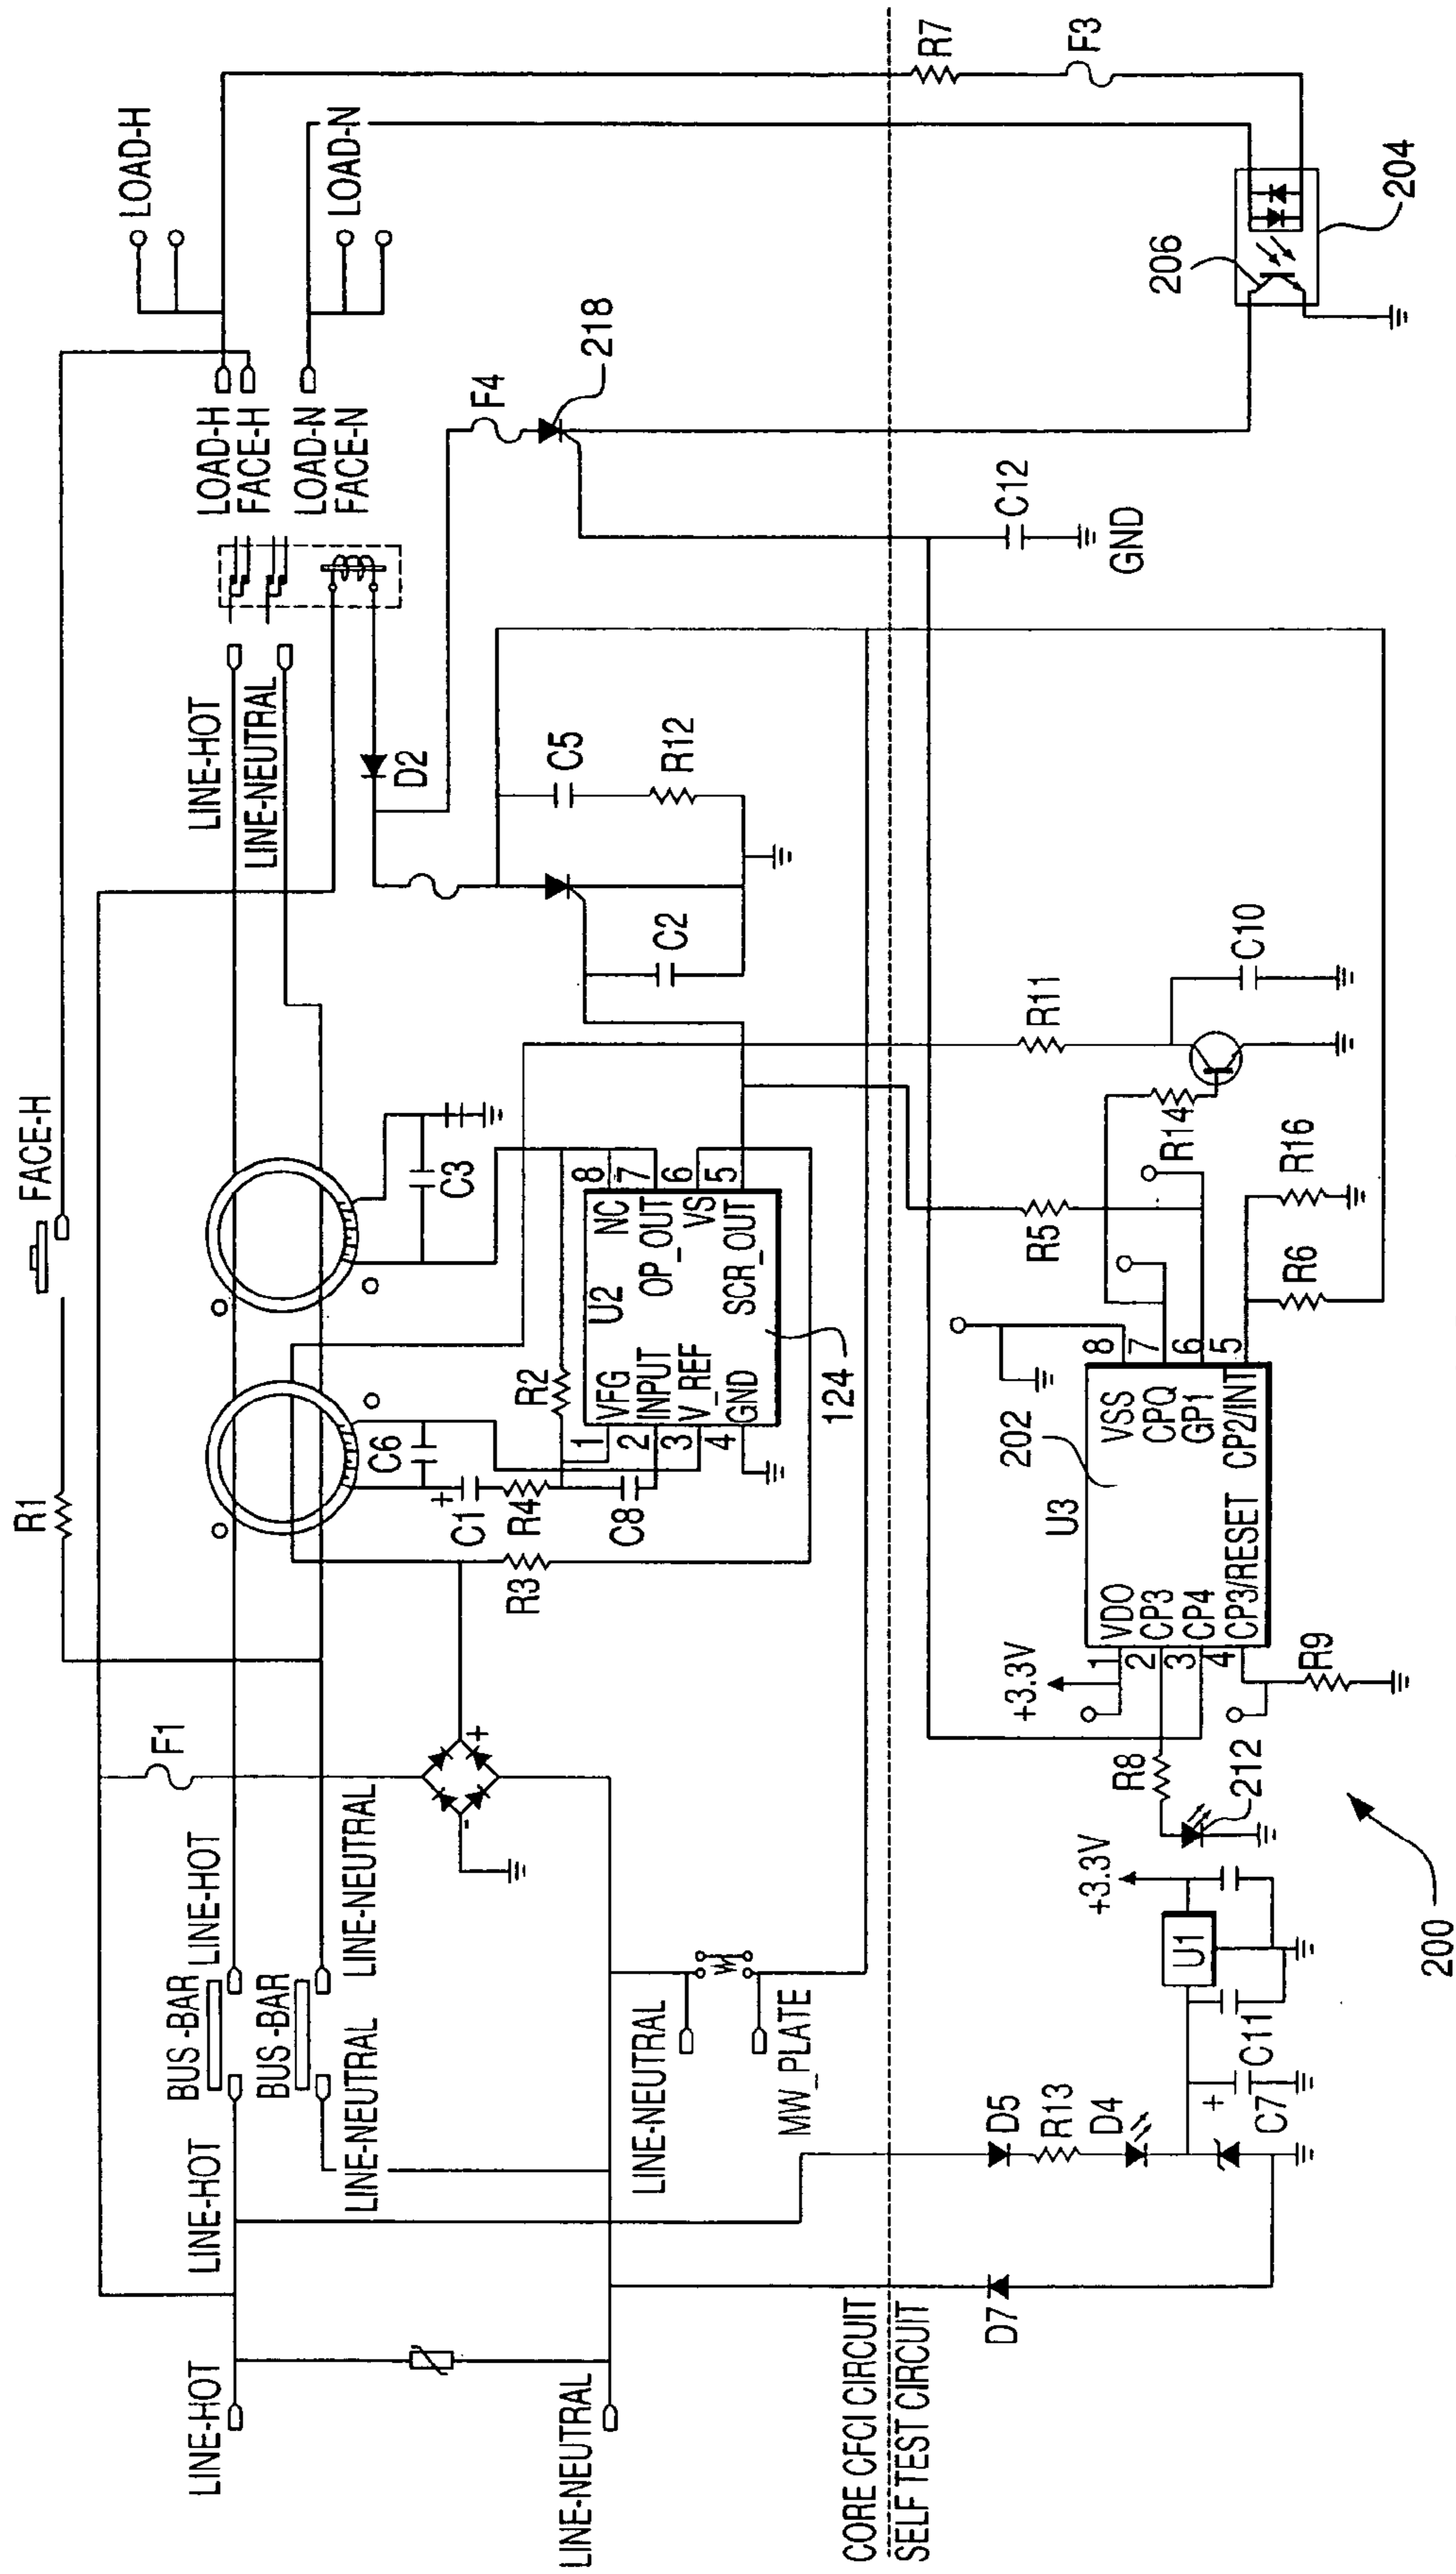 R1
FACE-H
LOAD-H
LINE-HOT
BUS-BAR
LINE-HOT
LINE-HOT
LINE-HOT
LOAD-H
FACE-H
BUS-BAR
LINE-NEUTRAL
LINE-NEUTRAL
LINE-NEUTRAL
LOAD-N
FACE-N
LOAD-N
F1
+
-
C6
C3
D2
F4
218
R7
F3
+
C1
R4
R3
R2
C8
C2
C5
R12
U2
1
VFG
2
INPUT
3
V_REF
4
GND
8
NC
7
OP_OUT
6
VS
5
SCR_OUT
124
LINE-NEUTRAL
LINE-NEUTRAL
MW_PLATE
CORE CFCI CIRCUIT
SELF TEST CIRCUIT
D7
D5
R13
D4
+
C7
C11
U1
+3.3V
R8
212
+3.3V
U3
202
1
VDO
2
CP3
3
CP4
4
CP3/RESET
8
VSS
7
CPQ
6
GP1
5
CP2/INT
R9
R5
R14
R11
C10
R6
R16
C12
GND
206
204
200